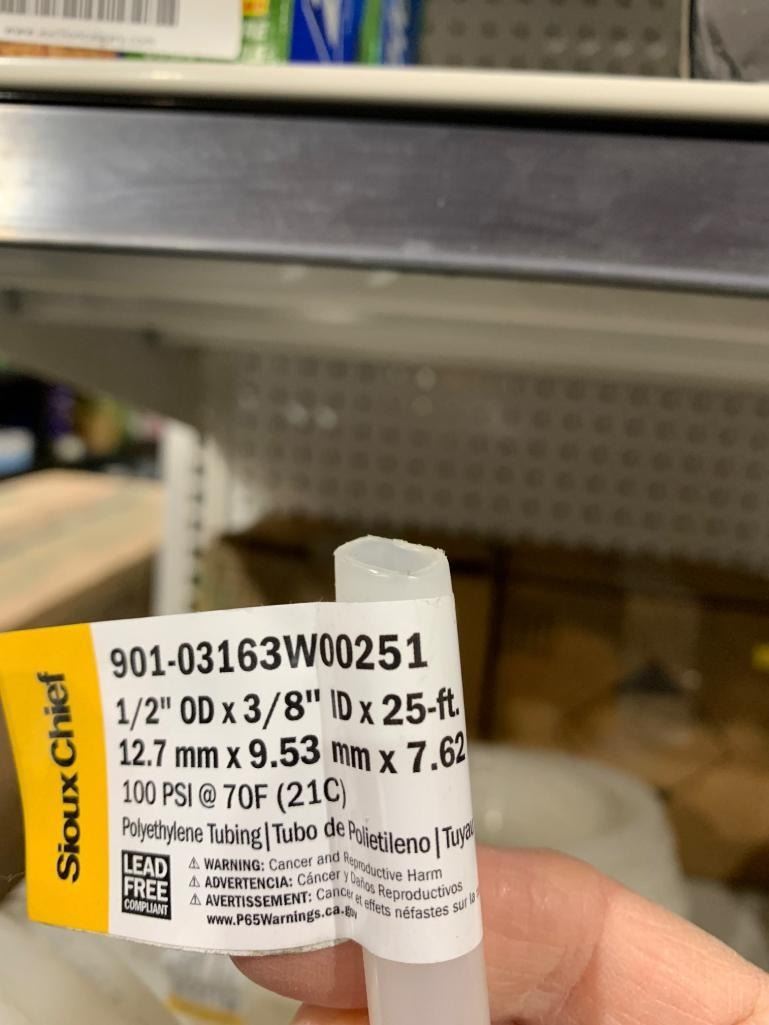 Sioux Chief
901-03163W00251
1/2" OD x 3/8" ID x 25-ft.
12.7 mm x 9.53 mm x 7.62
100 PSI @ 70F (21C)
Polyethylene Tubing | Tubo de Polietileno |
LEAD
FREE
COMPLIANT
⚠ WARNING: Cancer and Reproductive Harm
⚠ ADVERTENCIA: Cáncer y Daños Reproductivos
⚠ AVERTISSEMENT: Cancer et effets néfastes sur la
www.P65Warnings.ca.gov